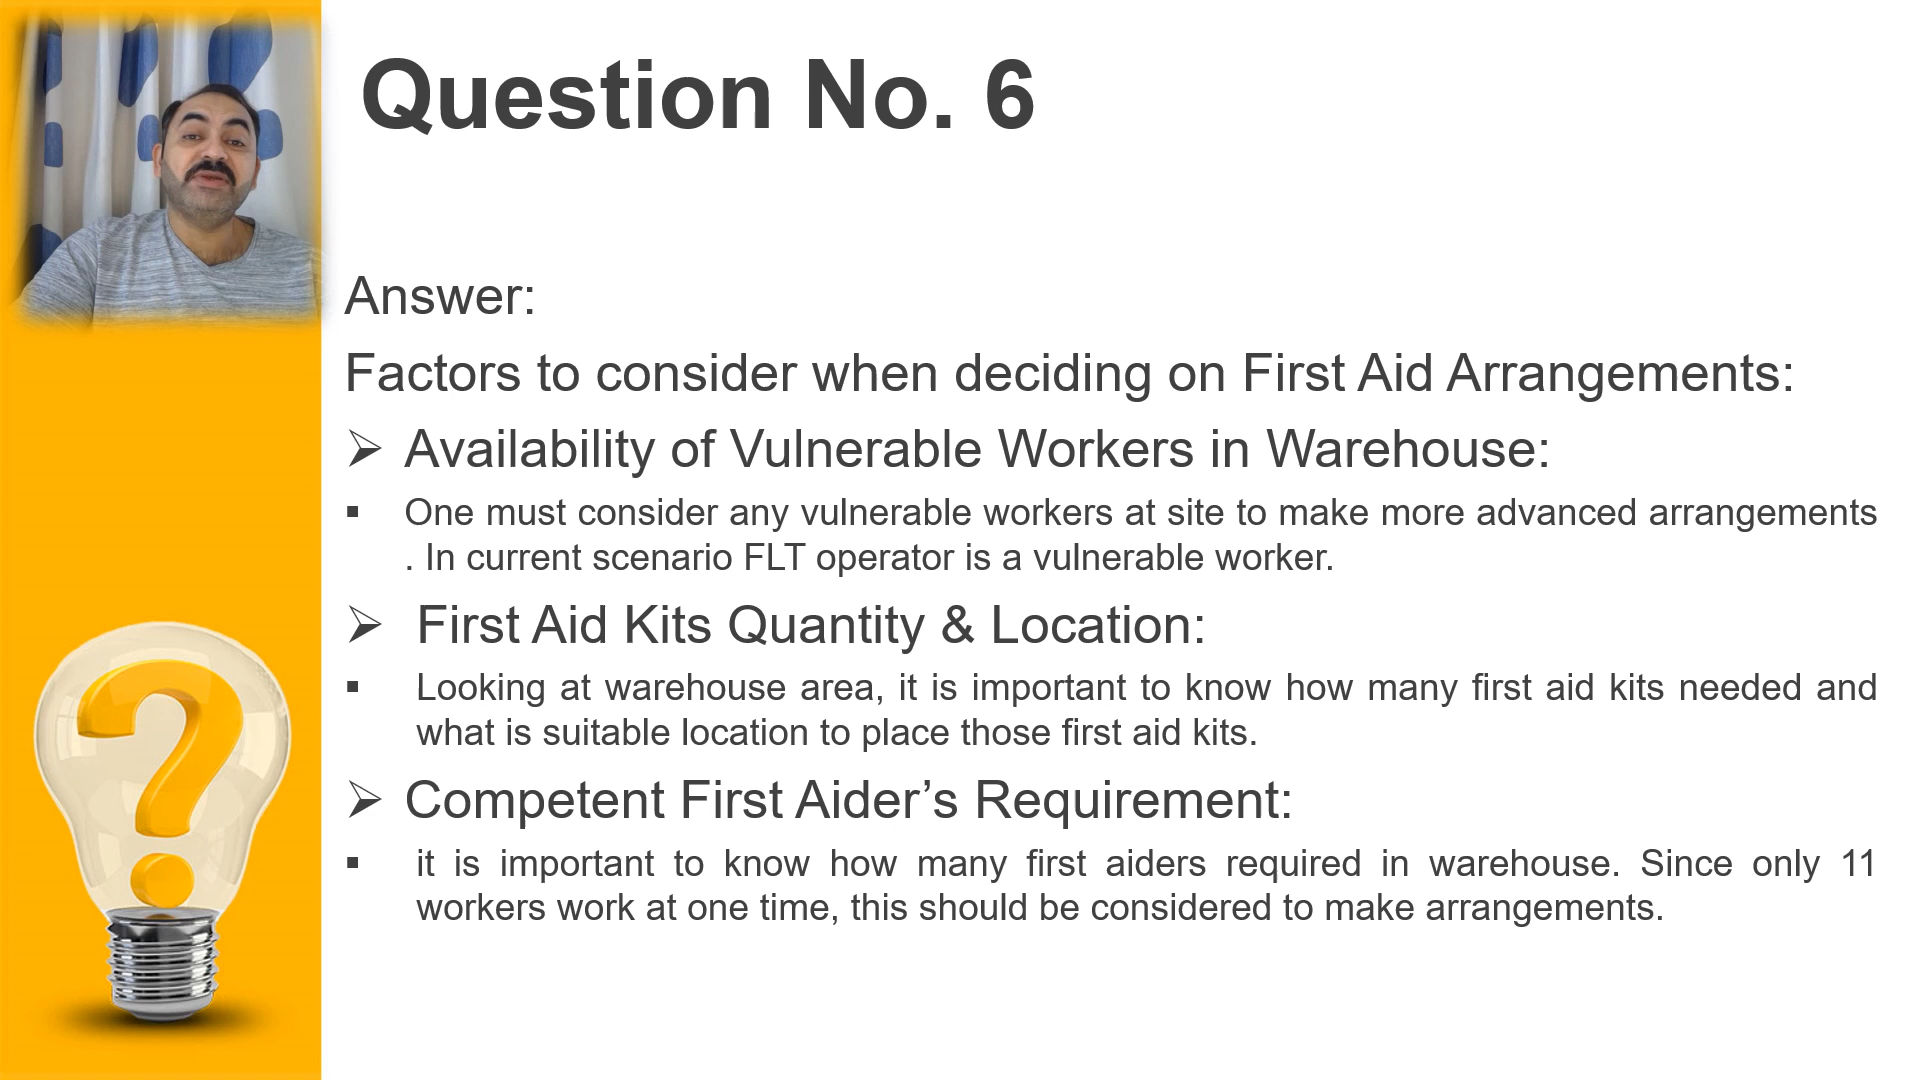 Question No. 6
Answer:
Factors to consider when deciding on First Aid Arrangements:
➢ Availability of Vulnerable Workers in Warehouse:
▪ One must consider any vulnerable workers at site to make more advanced arrangements
. In current scenario FLT operator is a vulnerable worker.
➢ First Aid Kits Quantity & Location:
▪ Looking at warehouse area, it is important to know how many first aid kits needed and
what is suitable location to place those first aid kits.
➢ Competent First Aider’s Requirement:
▪ it is important to know how many first aiders required in warehouse. Since only 11
workers work at one time, this should be considered to make arrangements.